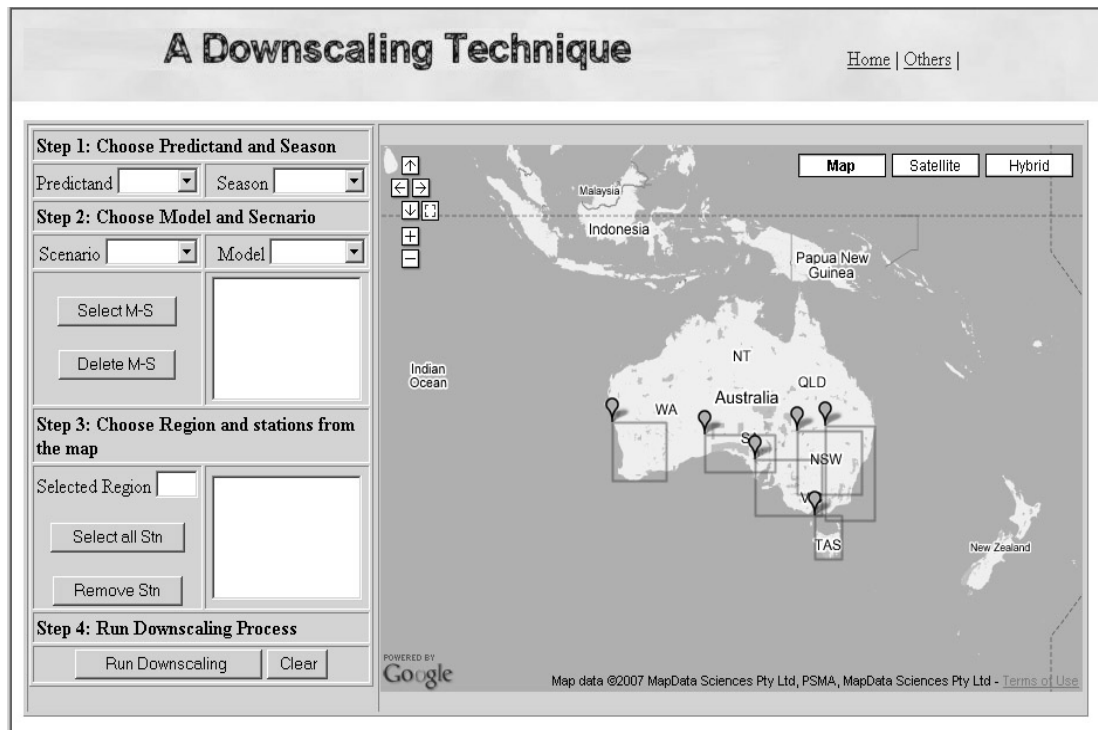 A Downscaling Technique
Home | Others |
Step 1: Choose Predictand and Season
Predictand
Season
Step 2: Choose Model and Secnario
Scenario
Model
Select M-S
Delete M-S
Step 3: Choose Region and stations from
the map
Selected Region
Select all Stn
Remove Stn
Step 4: Run Downscaling Process
Run Downscaling
Clear
Map
Satellite
Hybrid
Malaysia
Indonesia
Papua New
Guinea
Indian
Ocean
NT
QLD
Australia
WA
NSW
TAS
New Zealand
POWERED BY
Google
Map data ©2007 MapData Sciences Pty Ltd, PSMA, MapData Sciences Pty Ltd - Terms of Use